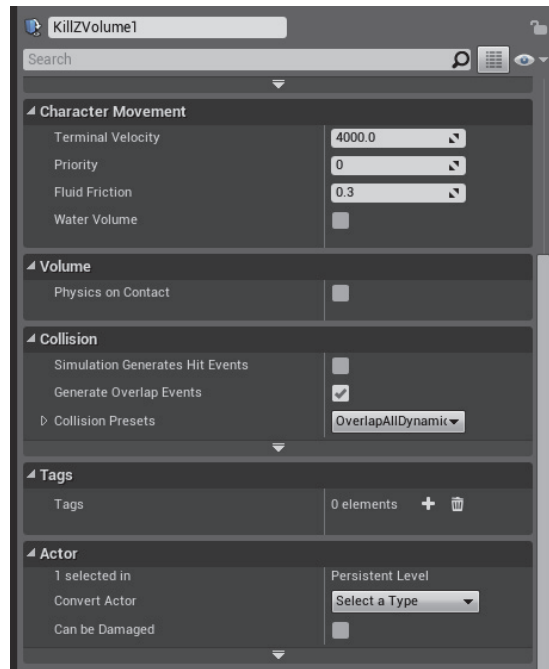 KillZVolume1
Search
Character Movement
Terminal Velocity 4000.0
Priority 0
Fluid Friction 0.3
Water Volume
Volume
Physics on Contact
Collision
Simulation Generates Hit Events
Generate Overlap Events
Collision Presets OverlapAllDynamic
Tags
Tags 0 elements
Actor
1 selected in Persistent Level
Convert Actor Select a Type
Can be Damaged